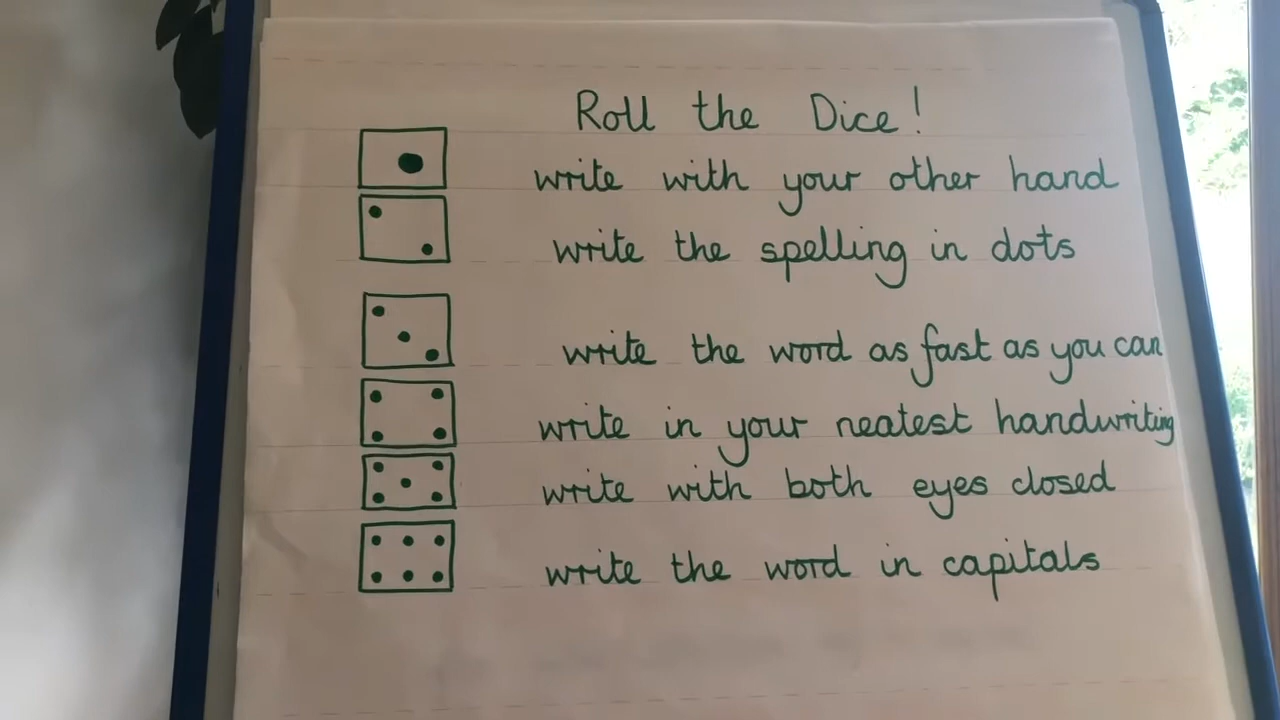 Roll the Dice!
write with your other hand
write the spelling in dots
write the word as fast as you can
write in your neatest handwriting
write with both eyes closed
write the word in capitals